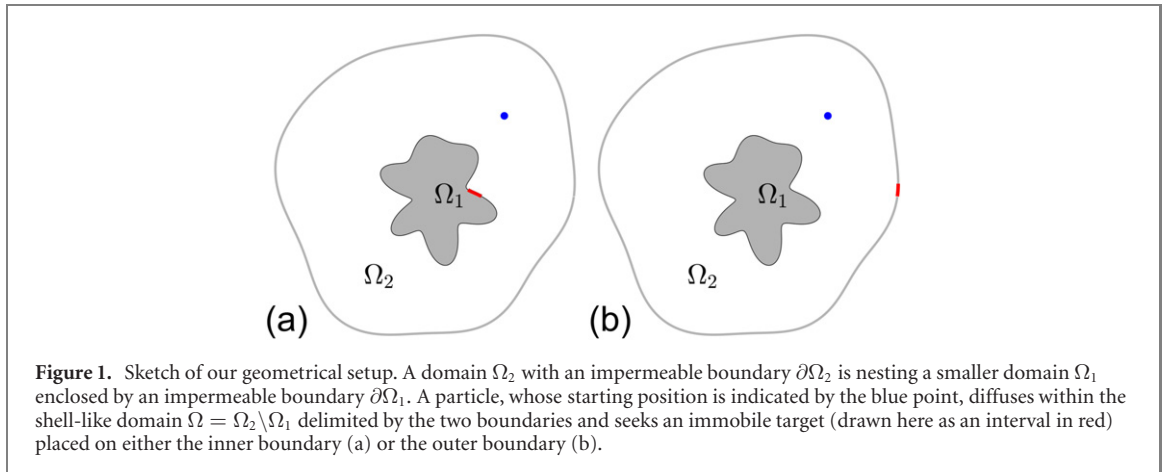 Ω₁
Ω₂
(a)
Ω₁
Ω₂
(b)
Figure 1. Sketch of our geometrical setup. A domain Ω₂ with an impermeable boundary ∂Ω₂ is nesting a smaller domain Ω₁
enclosed by an impermeable boundary ∂Ω₁. A particle, whose starting position is indicated by the blue point, diffuses within the
shell-like domain Ω = Ω₂\Ω₁ delimited by the two boundaries and seeks an immobile target (drawn here as an interval in red)
placed on either the inner boundary (a) or the outer boundary (b).